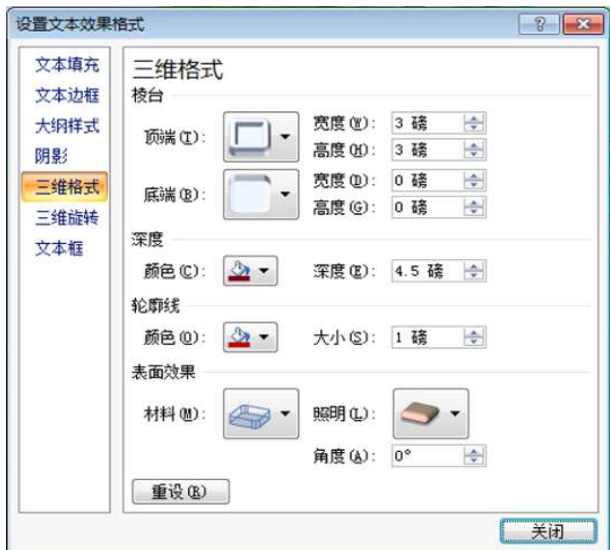 设置文本效果格式
文本填充
文本边框
大纲样式
阴影
三维格式
三维旋转
文本框
三维格式
棱台
顶端(T):
宽度(W): 3 磅
高度(H): 3 磅
底端(B):
宽度(D): 0 磅
高度(G): 0 磅
深度
颜色(C): 深度(E): 4.5 磅
轮廓线
颜色(O): 大小(S): 1 磅
表面效果
材料(M): 照明(L):
角度(A): 0°
重设(R)
关闭